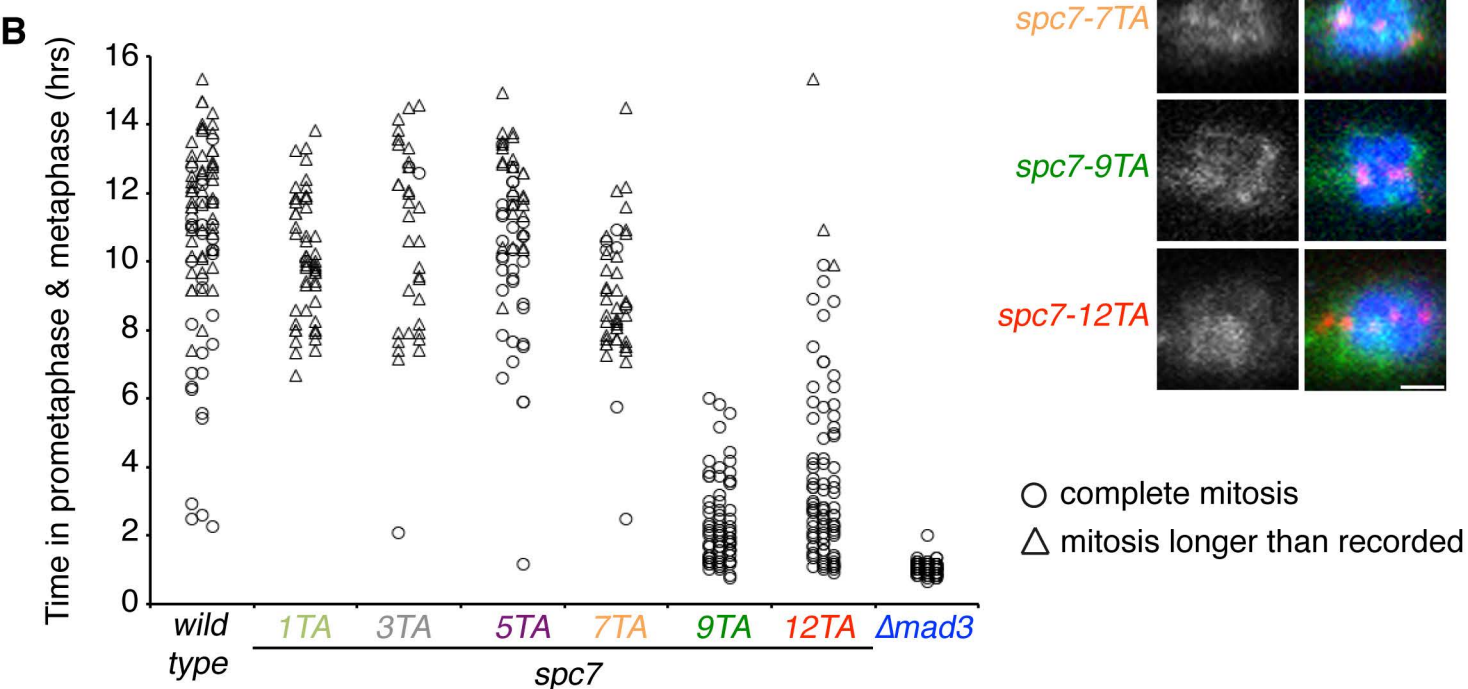 B
Time in prometaphase & metaphase (hrs)
16
14
12
10
8
6
4
2
0
wild type
1TA
3TA
5TA
7TA
9TA
12TA
Δmad3
spc7
spc7-7TA
spc7-9TA
spc7-12TA
complete mitosis
mitosis longer than recorded